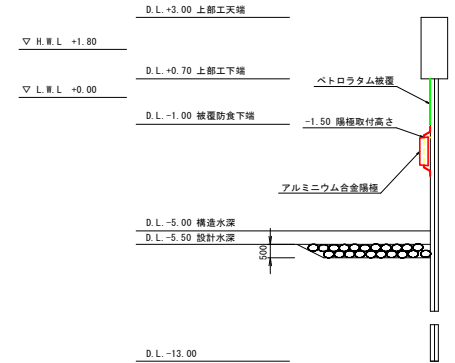 D.L.+3.00 上部工天端
▽ H.W.L +1.80
D.L.+0.70 上部工下端
ペトロラタム被覆
▽ L.W.L +0.00
D.L.-1.00 被覆防食下端
-1.50 陽極取付高さ
アルミニウム合金陽極
D.L.-5.00 構造水深
D.L.-5.50 設計水深
500
D.L.-13.00